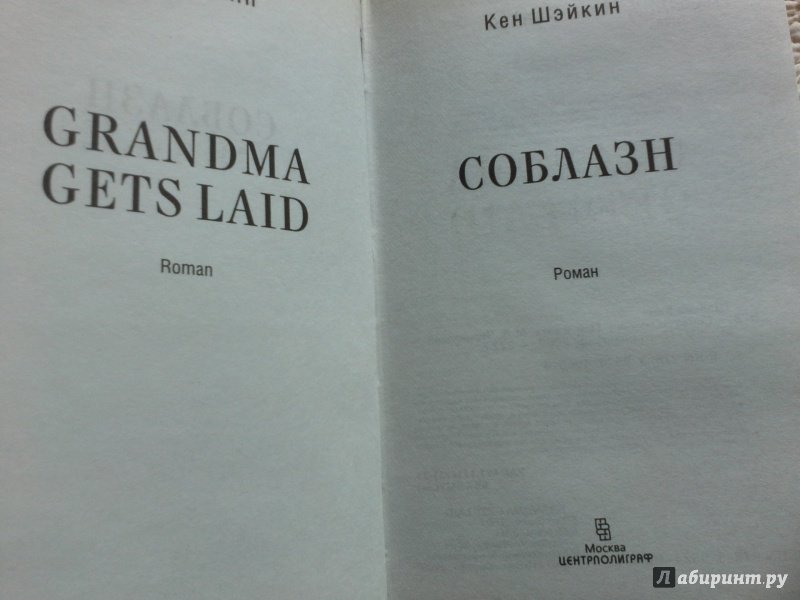 GRANDMA
GETS LAID
Roman
Кен Шэйкин
СОБЛАЗН
Роман
Москва
ЦЕНТРПОЛИГРАФ
Лабиринт.ру